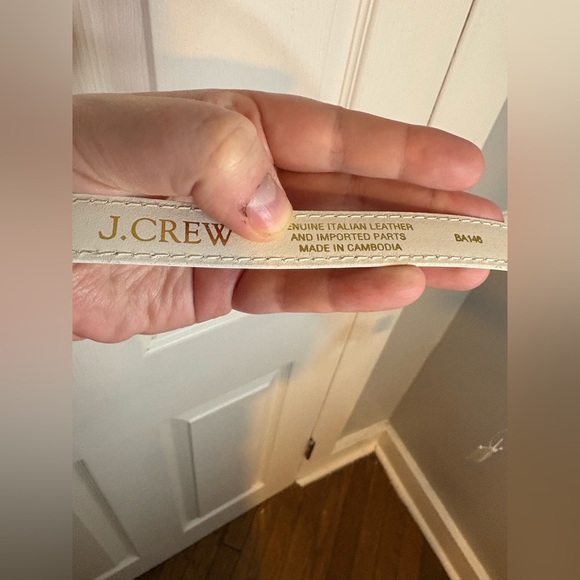 J.CREW
ENUINE ITALIAN LEATHER
AND IMPORTED PARTS
MADE IN CAMBODIA
BA146